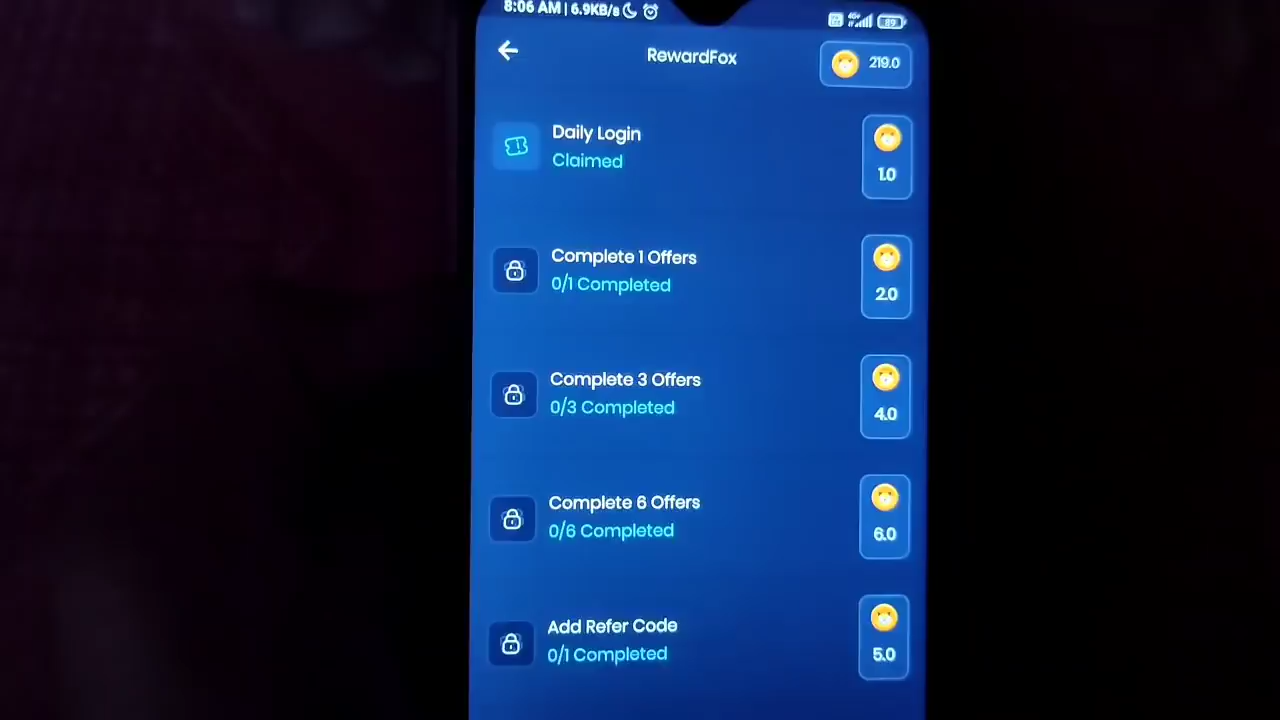 8:06 AM | 6.9KB/s
89
RewardFox
219.0
Daily Login
Claimed
1.0
Complete 1 Offers
0/1 Completed
2.0
Complete 3 Offers
0/3 Completed
4.0
Complete 6 Offers
0/6 Completed
6.0
Add Refer Code
0/1 Completed
5.0